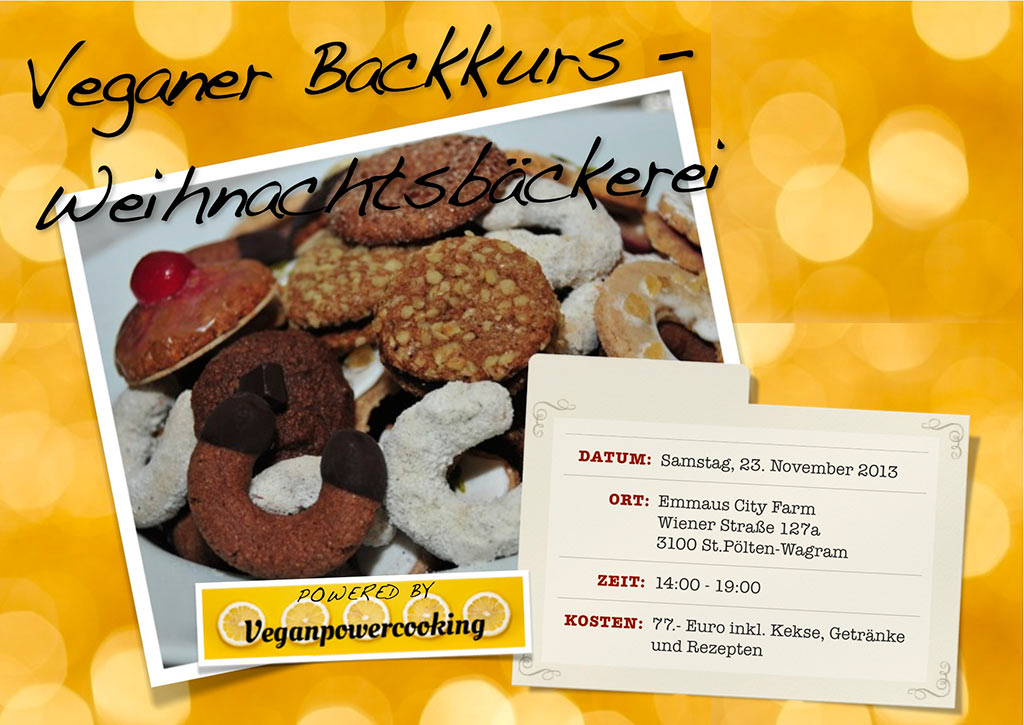 Veganer Backkurs -
Weihnachtsbäckerei
DATUM: Samstag, 23. November 2013
ORT: Emmaus City Farm
Wiener Straße 127a
3100 St.Pölten-Wagram
ZEIT: 14:00 - 19:00
KOSTEN: 77.- Euro inkl. Kekse, Getränke
und Rezepten
POWERED BY
Veganpowercooking